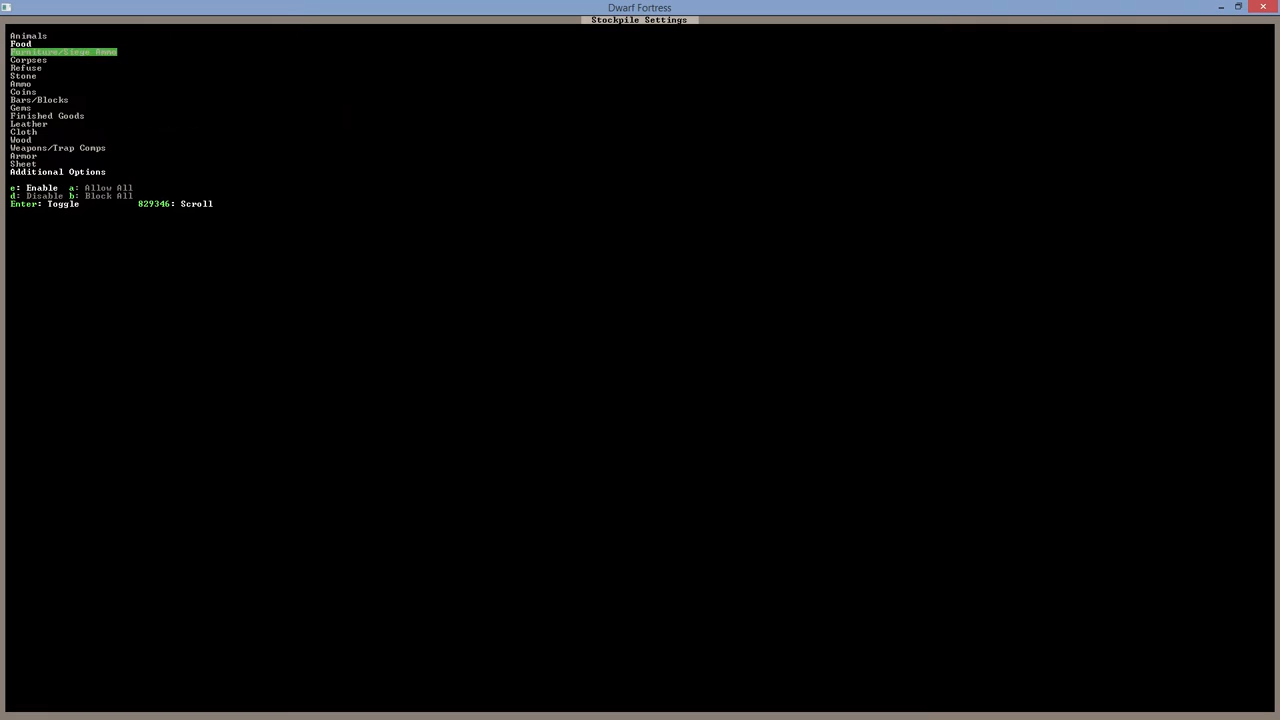 Dwarf Fortress
Stockpile Settings
Animals
Food
Furniture/Siege Ammo
Corpses
Refuse
Stone
Ammo
Coins
Bars/Blocks
Gems
Finished Goods
Leather
Cloth
Wood
Weapons/Trap Comps
Armor
Sheet
Additional Options
e: Enable a: Allow All
d: Disable b: Block All
Enter: Toggle 829346: Scroll